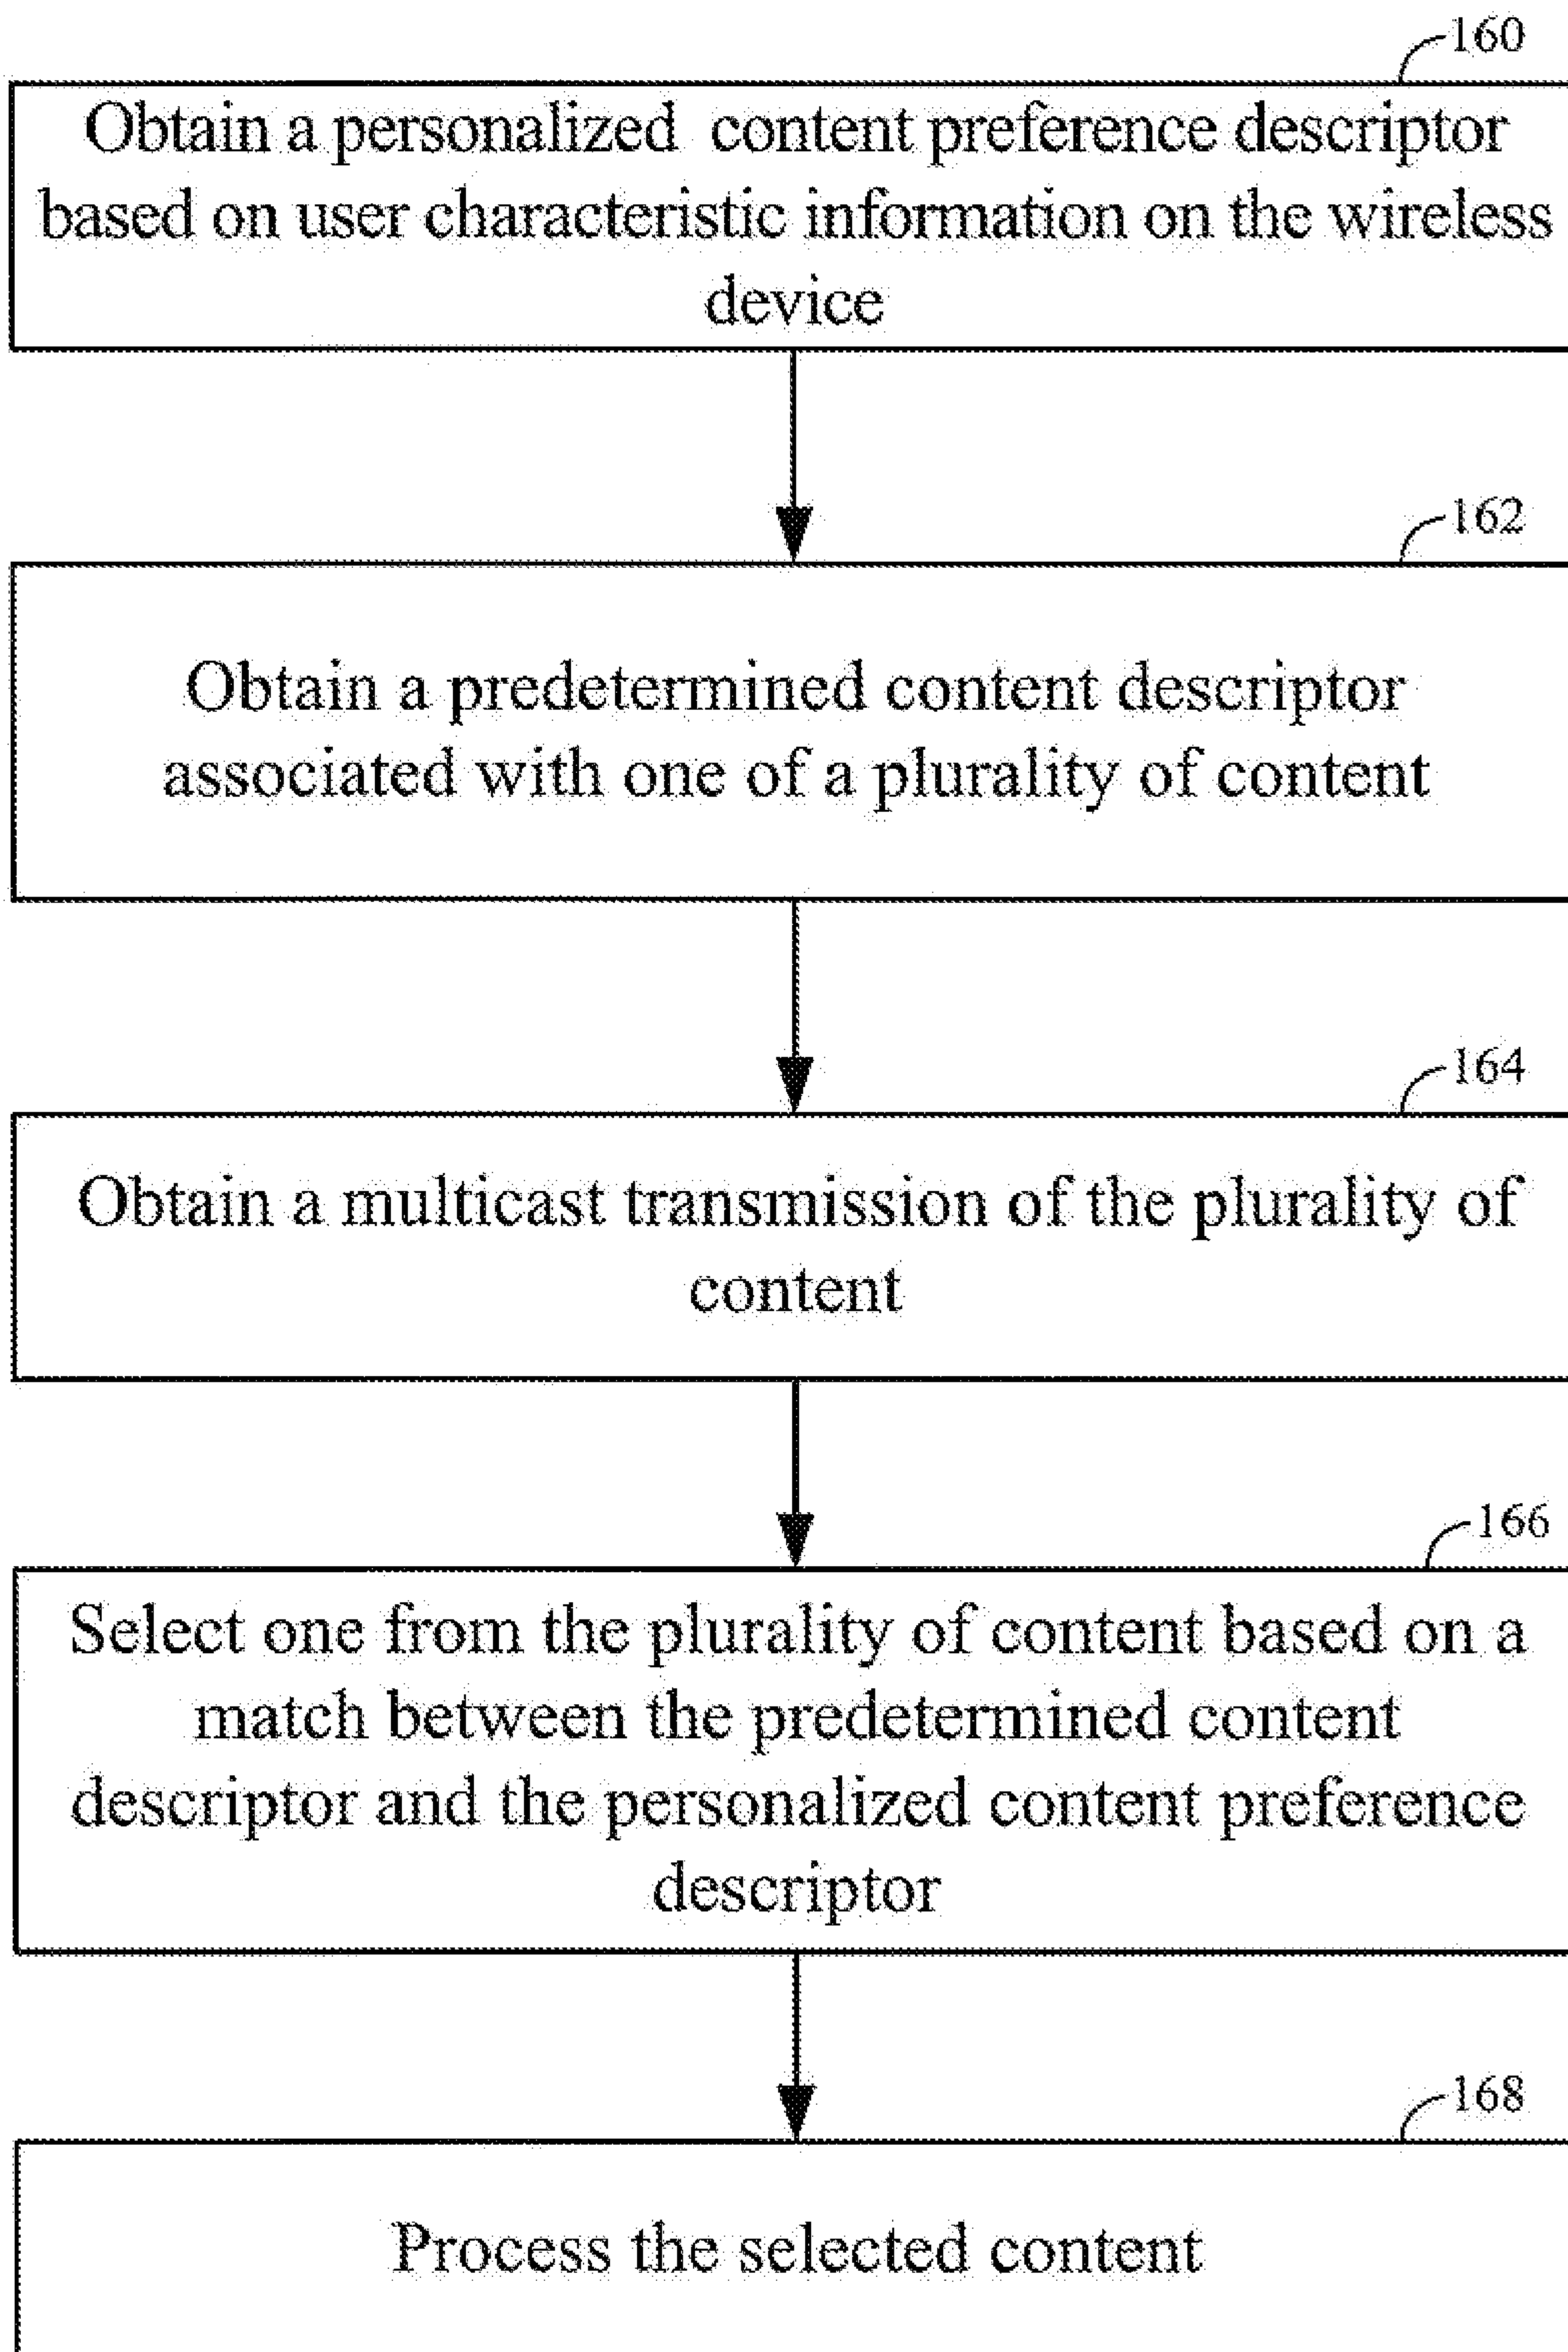 160
Obtain a personalized content preference descriptor
based on user characteristic information on the wireless
device
162
Obtain a predetermined content descriptor
associated with one of a plurality of content
164
Obtain a multicast transmission of the plurality of
content
166
Select one from the plurality of content based on a
match between the predetermined content
descriptor and the personalized content preference
descriptor
168
Process the selected content